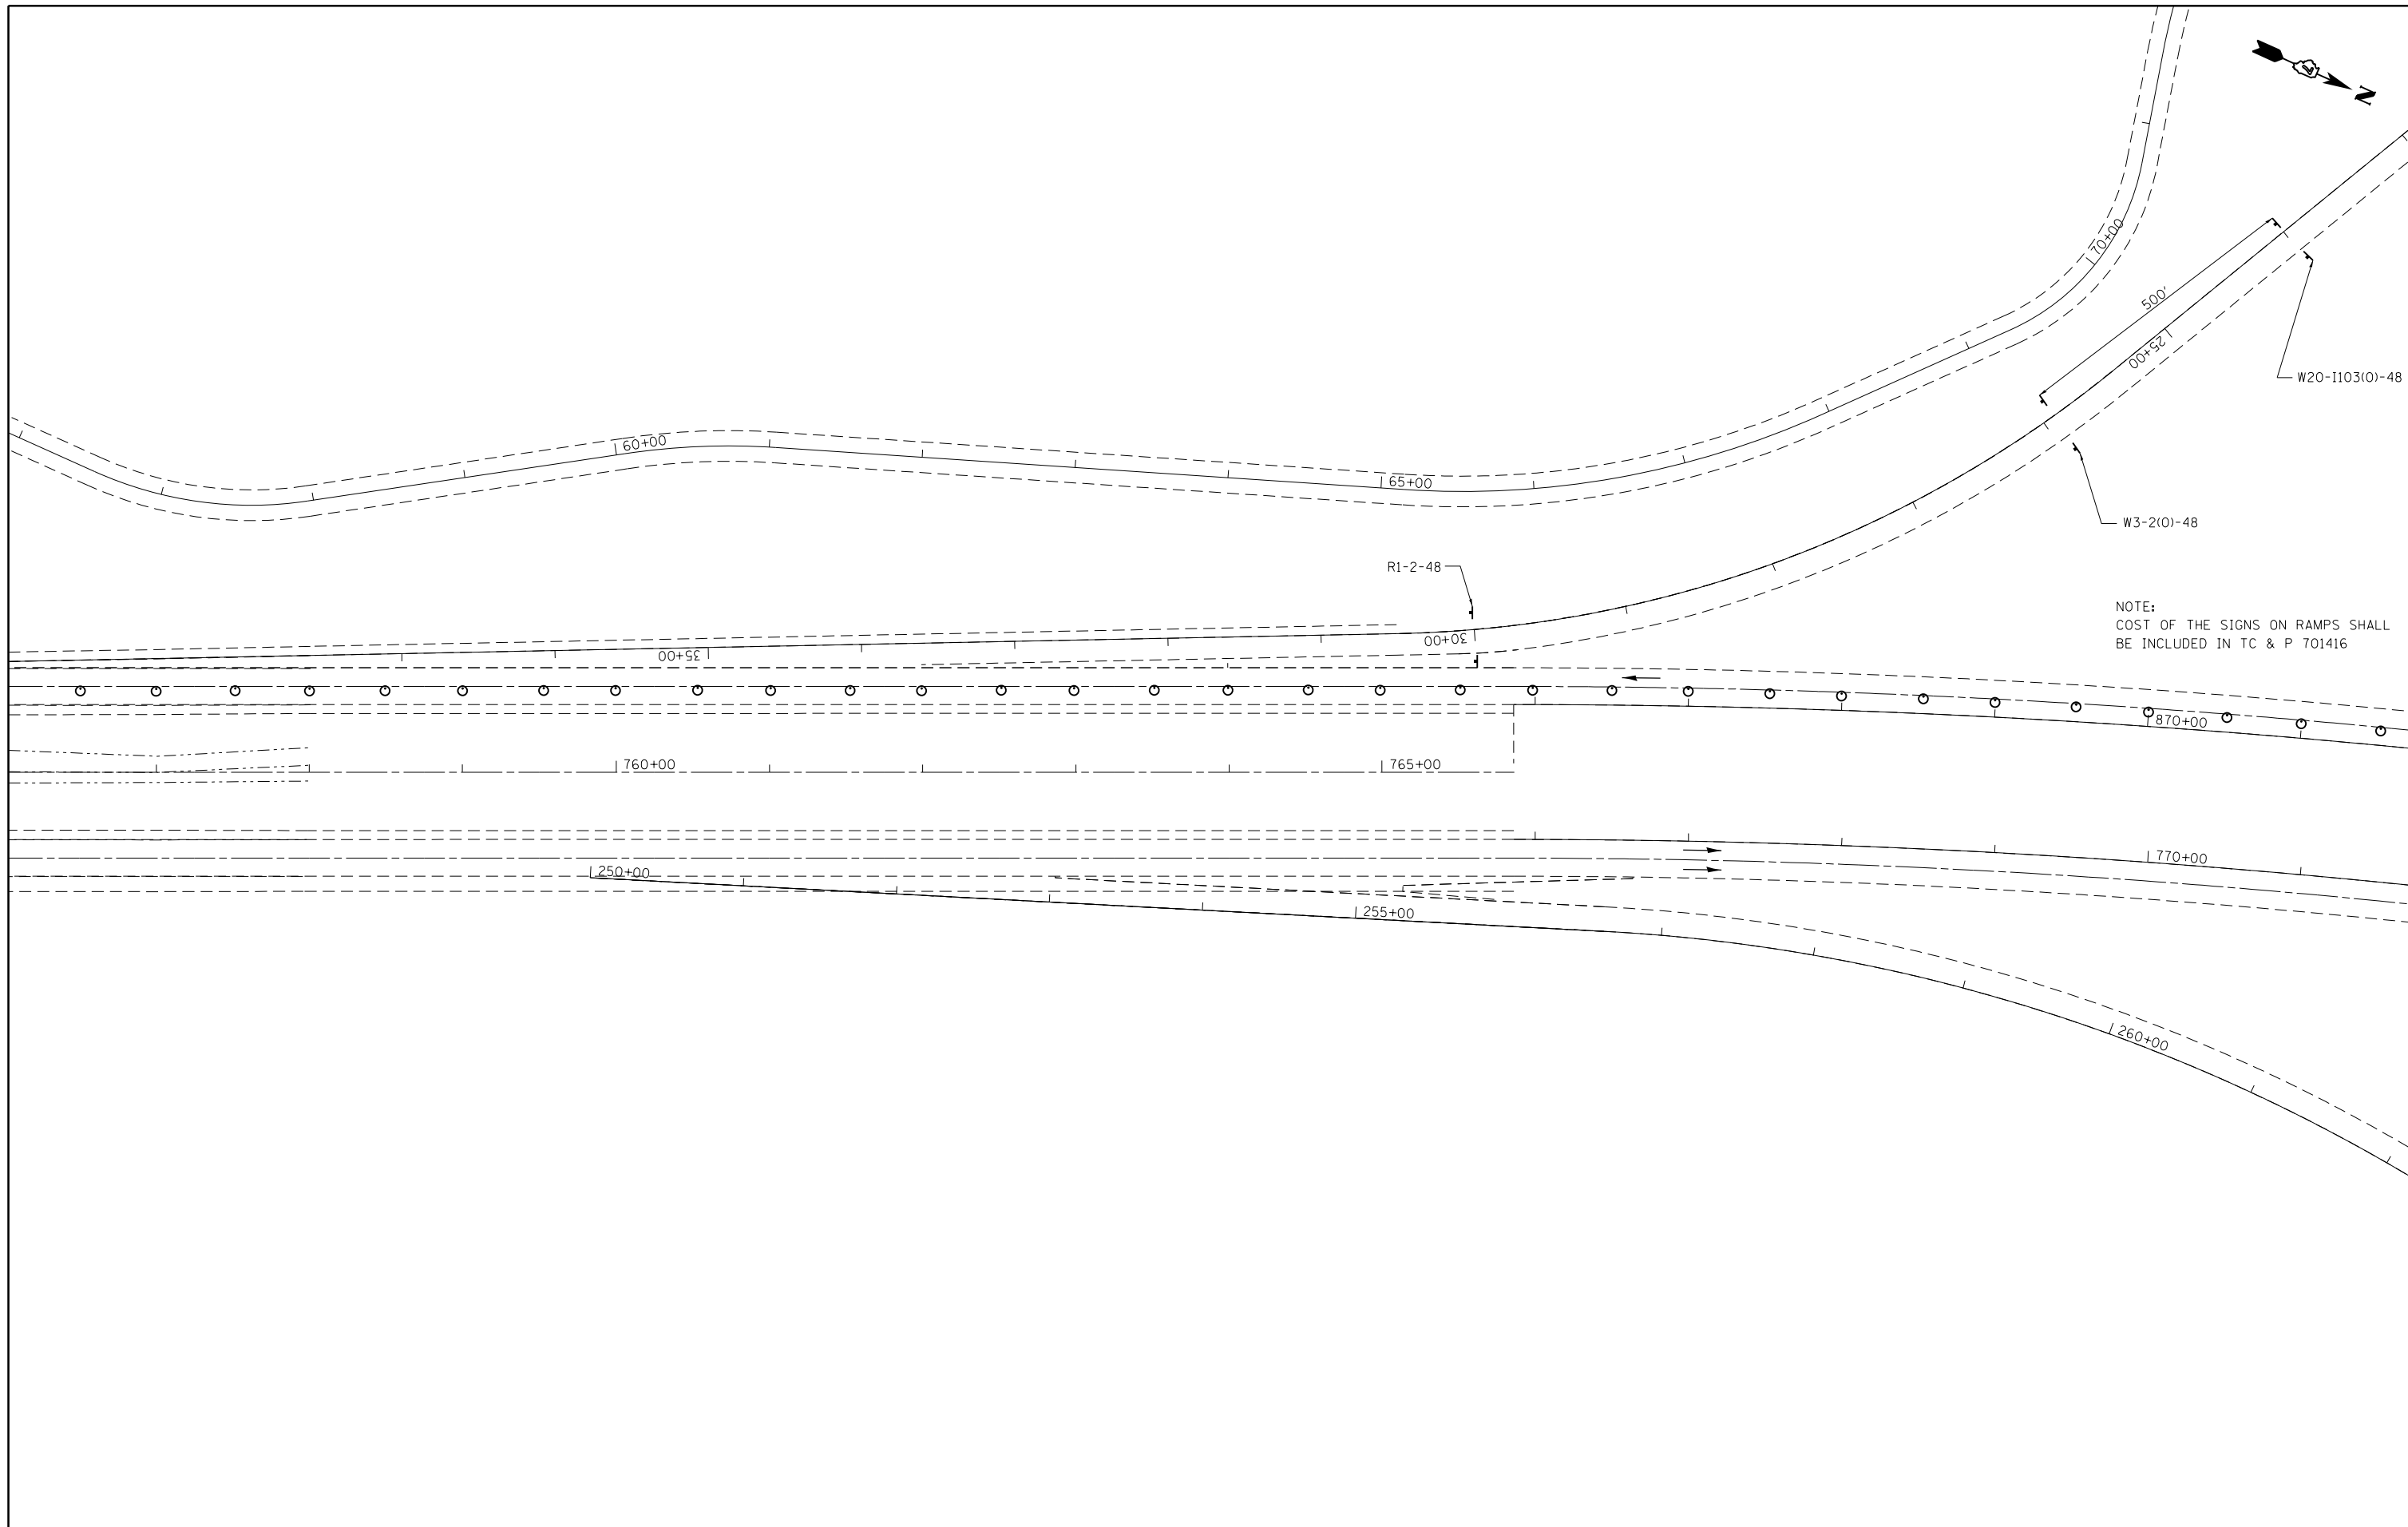 N
70+00
500'
25+00
W20-I103(O)-48
60+00
65+00
W3-2(O)-48
R1-2-48
NOTE:
COST OF THE SIGNS ON RAMPS SHALL
BE INCLUDED IN TC & P 701416
30+00
35+00
870+00
760+00
765+00
770+00
250+00
255+00
260+00